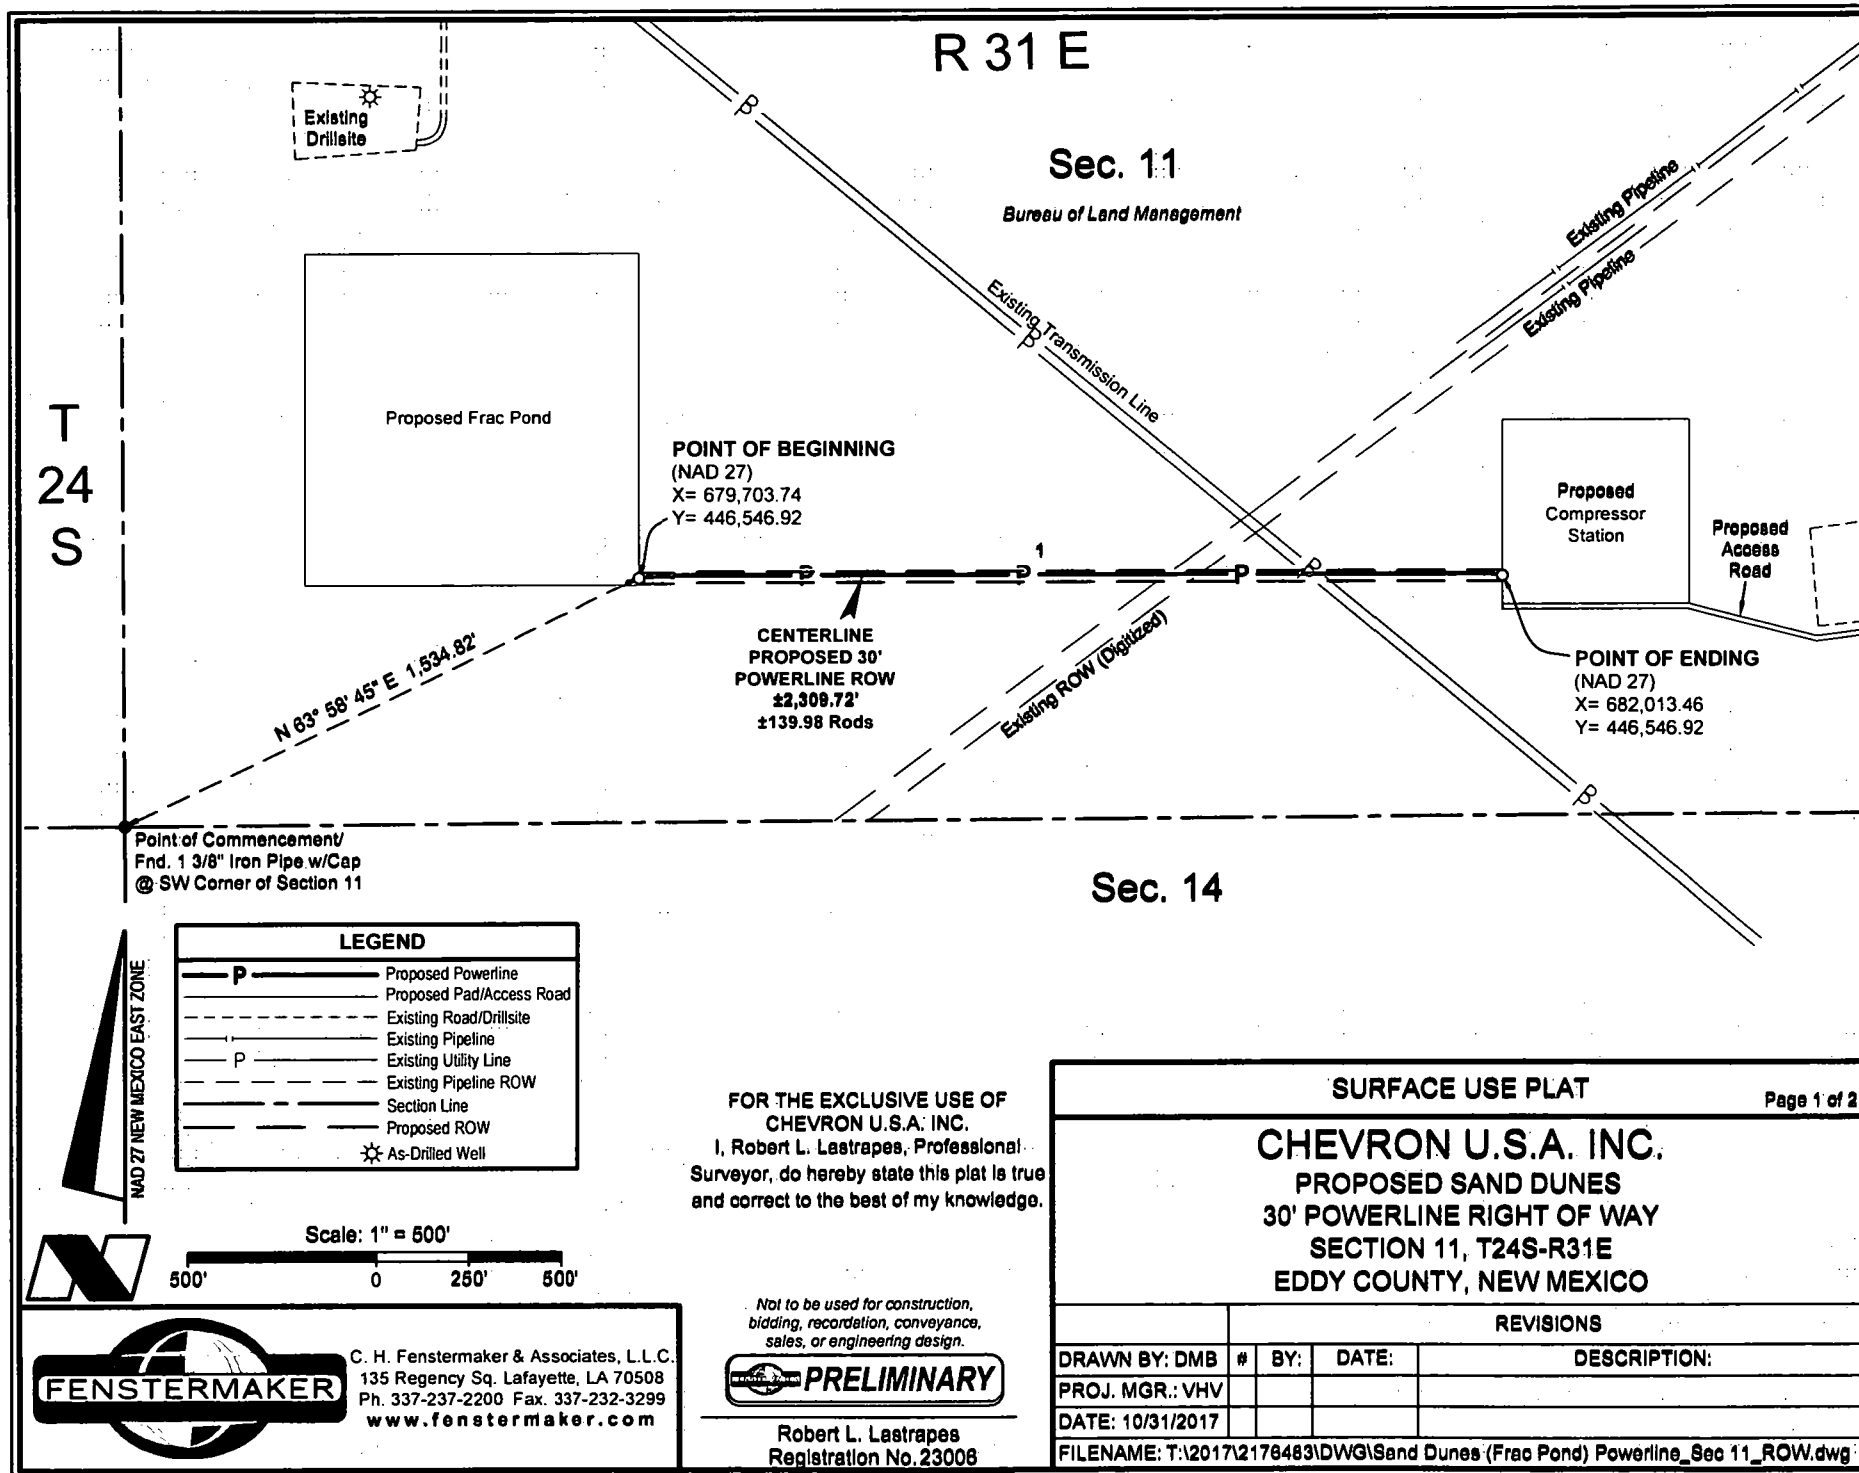 R 31 E
Existing
Drillsite
Sec. 11
Bureau of Land Management
Existing Pipeline
Existing Pipeline
Existing Transmission Line
T
24
S
Proposed Frac Pond
POINT OF BEGINNING
(NAD 27)
X= 679,703.74
Y= 446,546.92
Proposed
Compressor
Station
Proposed
Access
Road
1
P
P
P
CENTERLINE
PROPOSED 30'
POWERLINE ROW
±2,309.72'
±139.98 Rods
Existing ROW (Digitized)
POINT OF ENDING
(NAD 27)
X= 682,013.46
Y= 446,546.92
N 63° 58' 45" E 1,534.82'
Point of Commencement/
Fnd. 1 3/8" Iron Pipe w/Cap
@ SW Corner of Section 11
Sec. 14
NAD 27 NEW MEXICO EAST ZONE
LEGEND
P Proposed Powerline
Proposed Pad/Access Road
Existing Road/Drillsite
Existing Pipeline
P Existing Utility Line
Existing Pipeline ROW
Section Line
Proposed ROW
As-Drilled Well
Scale: 1" = 500'
500' 0 250' 500'
FOR THE EXCLUSIVE USE OF
CHEVRON U.S.A. INC.
I, Robert L. Lastrapes, Professional
Surveyor, do hereby state this plat is true
and correct to the best of my knowledge.
Not to be used for construction,
bidding, recordation, conveyance,
sales, or engineering design.
PRELIMINARY
Robert L. Lastrapes
Registration No. 23006
FENSTERMAKER
C. H. Fenstermaker & Associates, L.L.C.
135 Regency Sq. Lafayette, LA 70508
Ph. 337-237-2200 Fax. 337-232-3299
www.fenstermaker.com
SURFACE USE PLAT
Page 1 of 2
CHEVRON U.S.A. INC.
PROPOSED SAND DUNES
30' POWERLINE RIGHT OF WAY
SECTION 11, T24S-R31E
EDDY COUNTY, NEW MEXICO
REVISIONS
DRAWN BY: DMB # BY: DATE: DESCRIPTION:
PROJ. MGR.: VHV
DATE: 10/31/2017
FILENAME: T:\2017\2176483\DWG\Sand Dunes (Frac Pond) Powerline_Sec 11_ROW.dwg